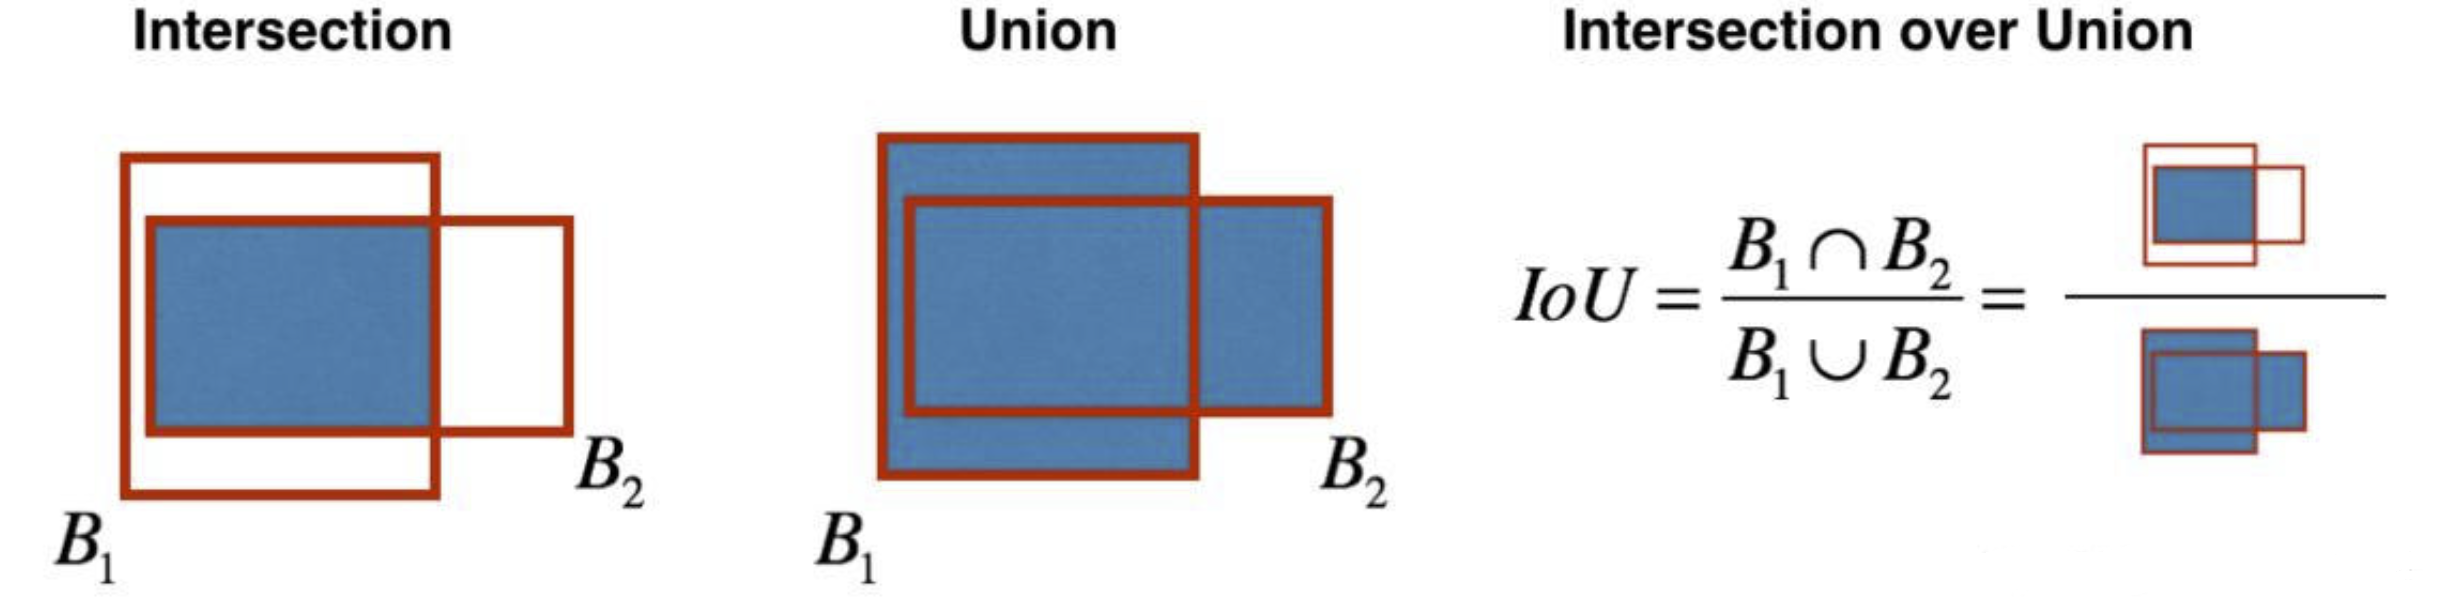 Intersection
B₁
B₂
Union
B₁
B₂
Intersection over Union
IoU = B₁ ∩ B₂ / B₁ ∪ B₂ =